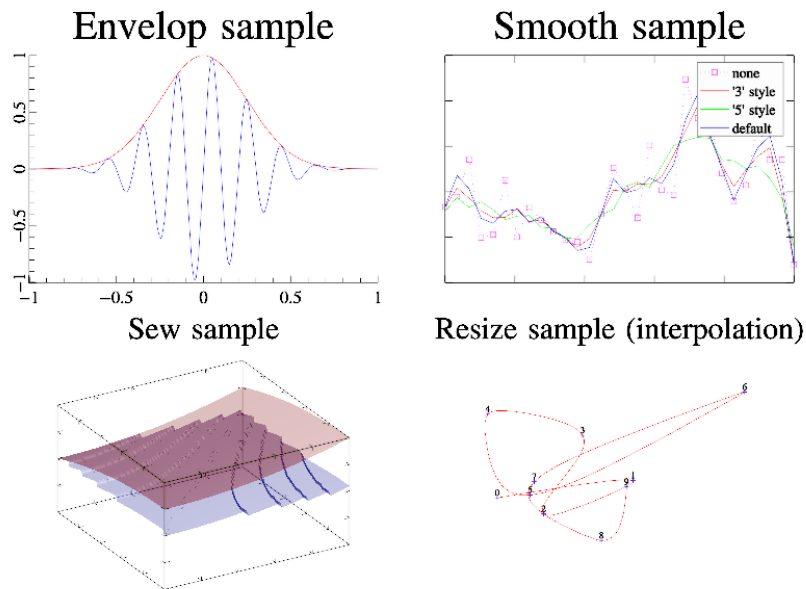 Envelop sample
Smooth sample
1
0.5
0
−0.5
−1
−1
−0.5
0
0.5
1
none
'3' style
'5' style
default
Sew sample
Resize sample (interpolation)
6
4
3
7
1
9
0
5
2
8